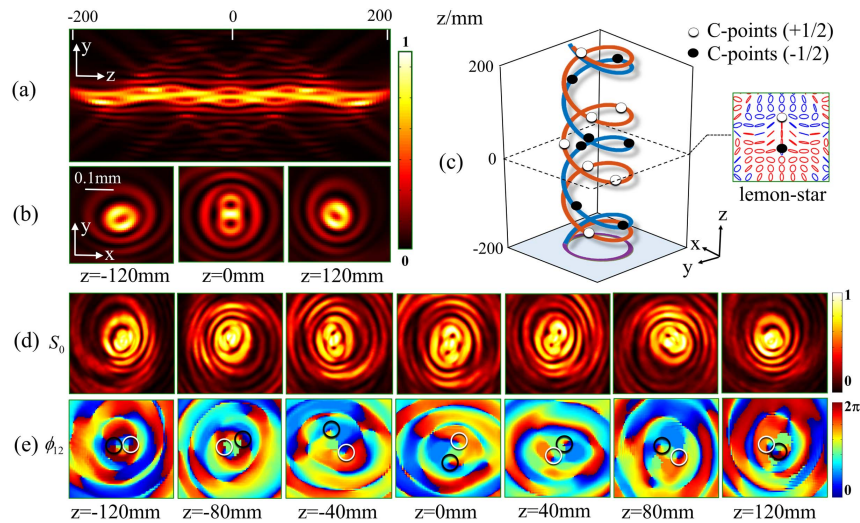 -200 0 200
(a)
y
z
1
0
(b)
0.1mm
y
x
z=-120mm z=0mm z=120mm
z/mm
200
0
-200
(c)
C-points (+1/2)
C-points (-1/2)
lemon-star
z
x
y
(d) S₀
1
0
(e) ϕ₁₂
2π
0
z=-120mm z=-80mm z=-40mm z=0mm z=40mm z=80mm z=120mm